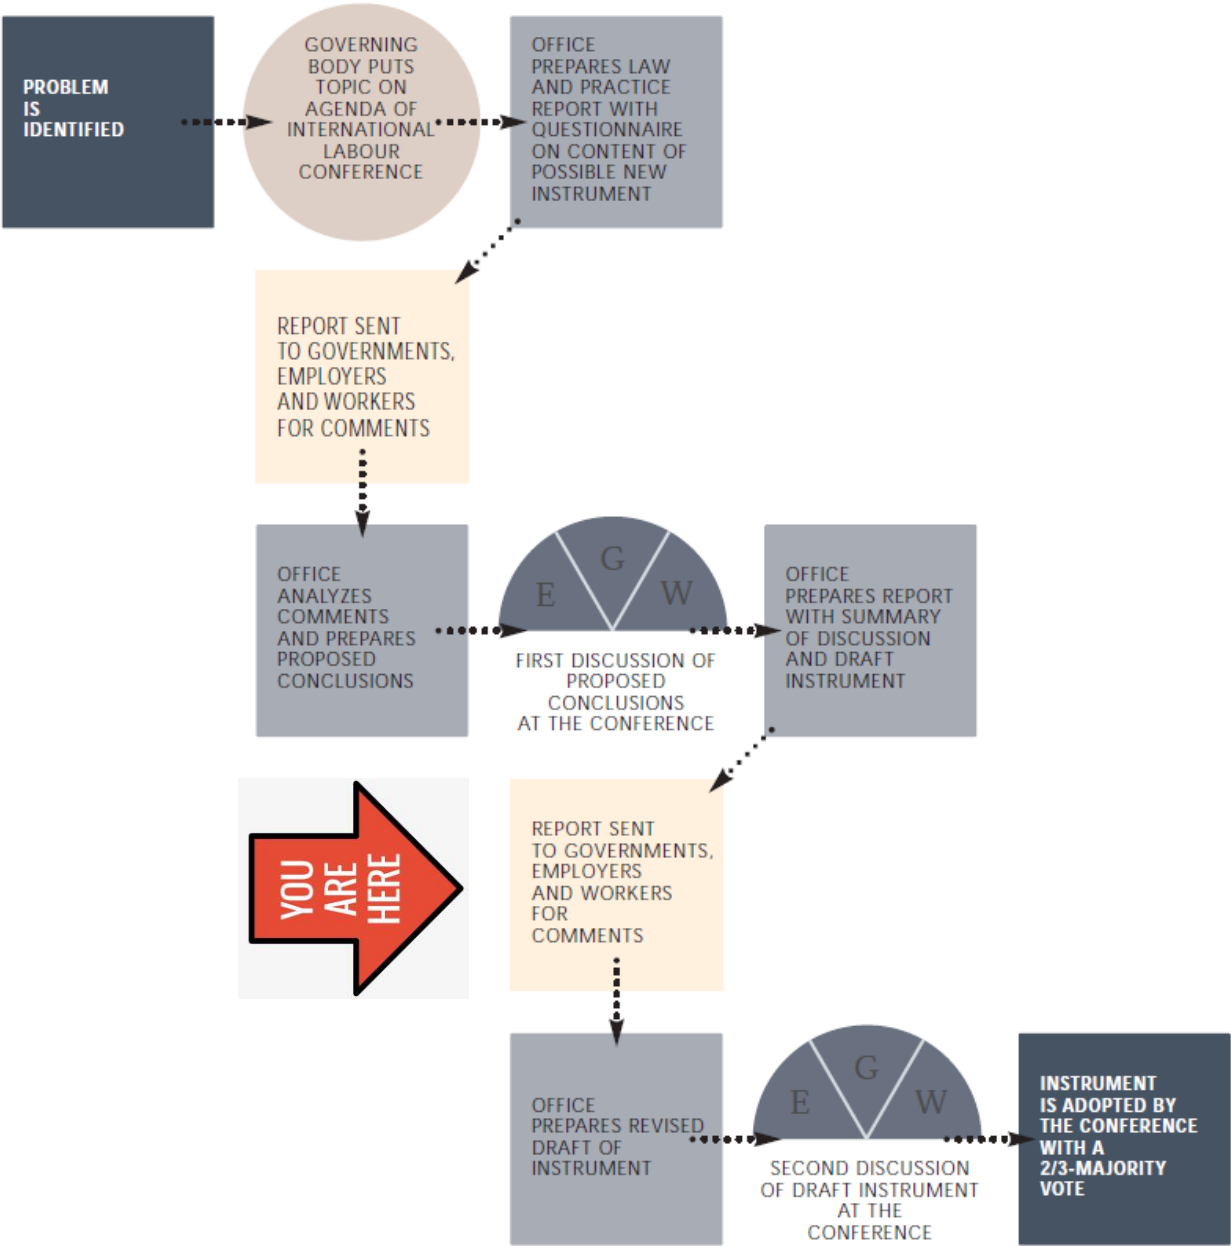 PROBLEM
IS
IDENTIFIED
GOVERNING
BODY PUTS
TOPIC ON
AGENDA OF
INTERNATIONAL
LABOUR
CONFERENCE
OFFICE
PREPARES LAW
AND PRACTICE
REPORT WITH
QUESTIONNAIRE
ON CONTENT OF
POSSIBLE NEW
INSTRUMENT
REPORT SENT
TO GOVERNMENTS,
EMPLOYERS
AND WORKERS
FOR COMMENTS
OFFICE
ANALYZES
COMMENTS
AND PREPARES
PROPOSED
CONCLUSIONS
E
G
W
FIRST DISCUSSION OF
PROPOSED
CONCLUSIONS
AT THE CONFERENCE
OFFICE
PREPARES REPORT
WITH SUMMARY
OF DISCUSSION
AND DRAFT
INSTRUMENT
YOU
ARE
HERE
REPORT SENT
TO GOVERNMENTS,
EMPLOYERS
AND WORKERS
FOR
COMMENTS
OFFICE
PREPARES REVISED
DRAFT OF
INSTRUMENT
E
G
W
SECOND DISCUSSION
OF DRAFT INSTRUMENT
AT THE
CONFERENCE
INSTRUMENT
IS ADOPTED BY
THE CONFERENCE
WITH A
2/3-MAJORITY
VOTE